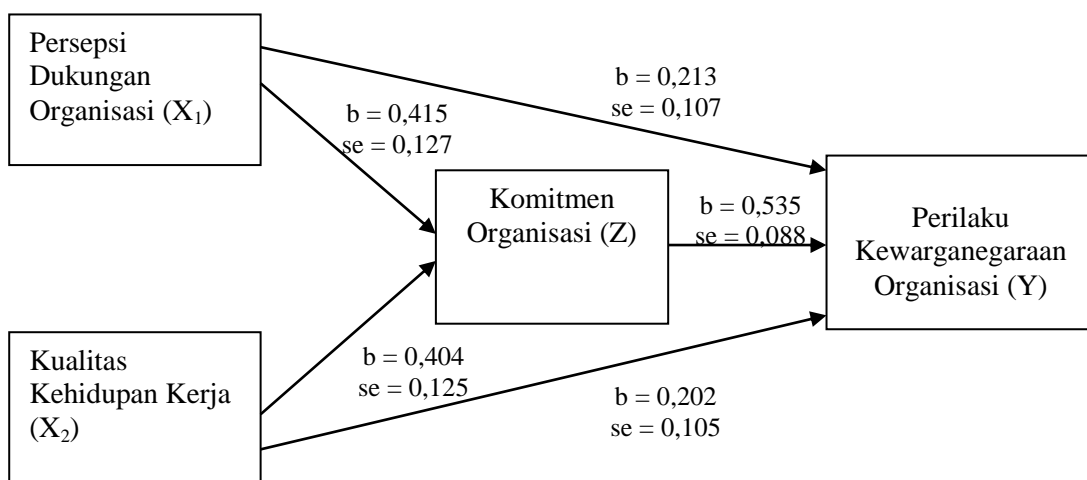 Persepsi
Dukungan
Organisasi (X₁)
b = 0,213
se = 0,107
b = 0,415
se = 0,127
Komitmen
Organisasi (Z)
b = 0,535
se = 0,088
Perilaku
Kewarganegaraan
Organisasi (Y)
Kualitas
Kehidupan Kerja
(X₂)
b = 0,404
se = 0,125
b = 0,202
se = 0,105